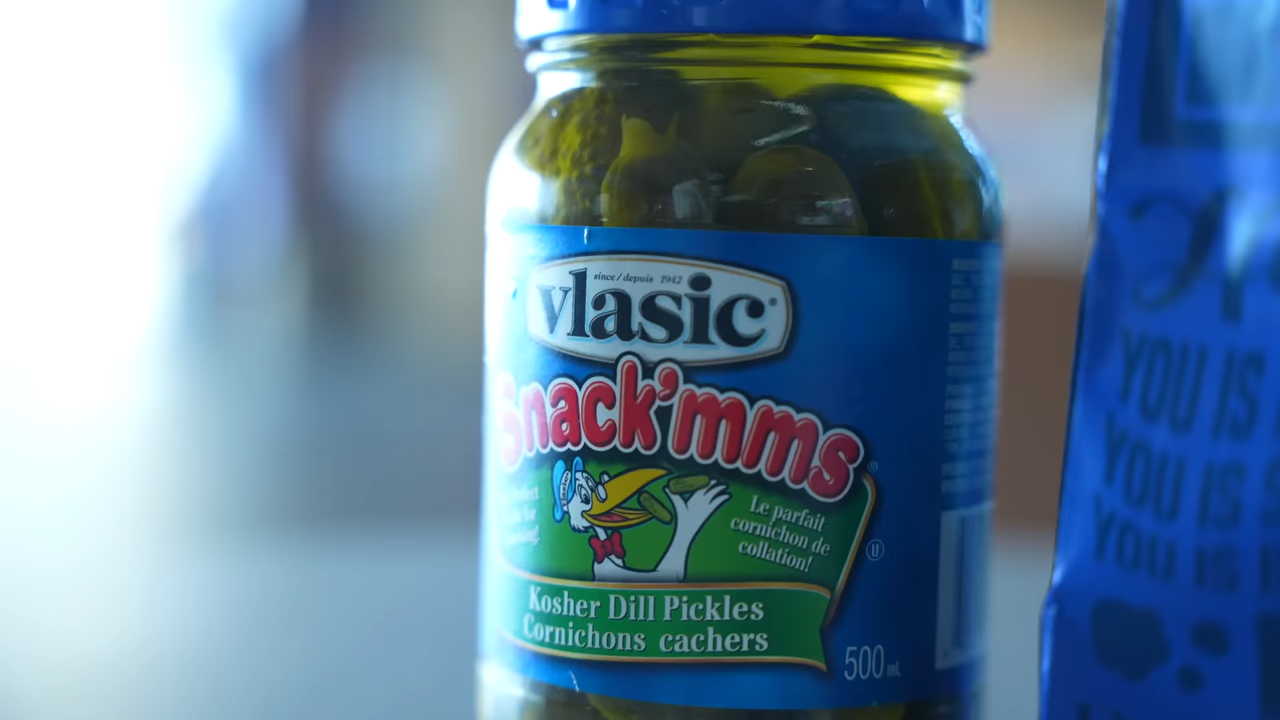 since / depuis 1942
vlasic®
Snack'mms®
Le parfait
cornichon de
collation!
Kosher Dill Pickles
Cornichons cachers
500 mL
YOU IS
YOU IS
YOU IS